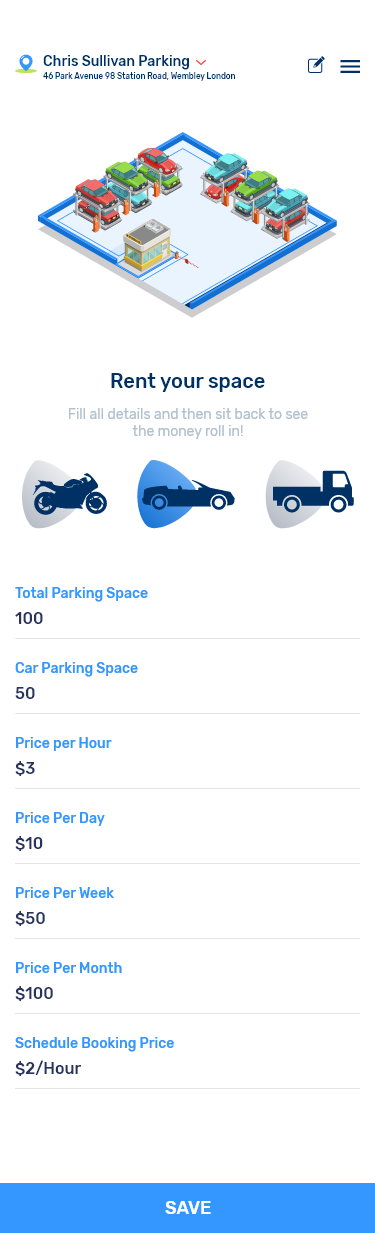 Chris Sullivan Parking
46 Park Avenue 98 Station Road, Wembley London
Rent your space
Fill all details and then sit back to see
the money roll in!
Total Parking Space
100
Car Parking Space
50
Price per Hour
$3
Price Per Day
$10
Price Per Week
$50
Price Per Month
$100
Schedule Booking Price
$2/Hour
SAVE